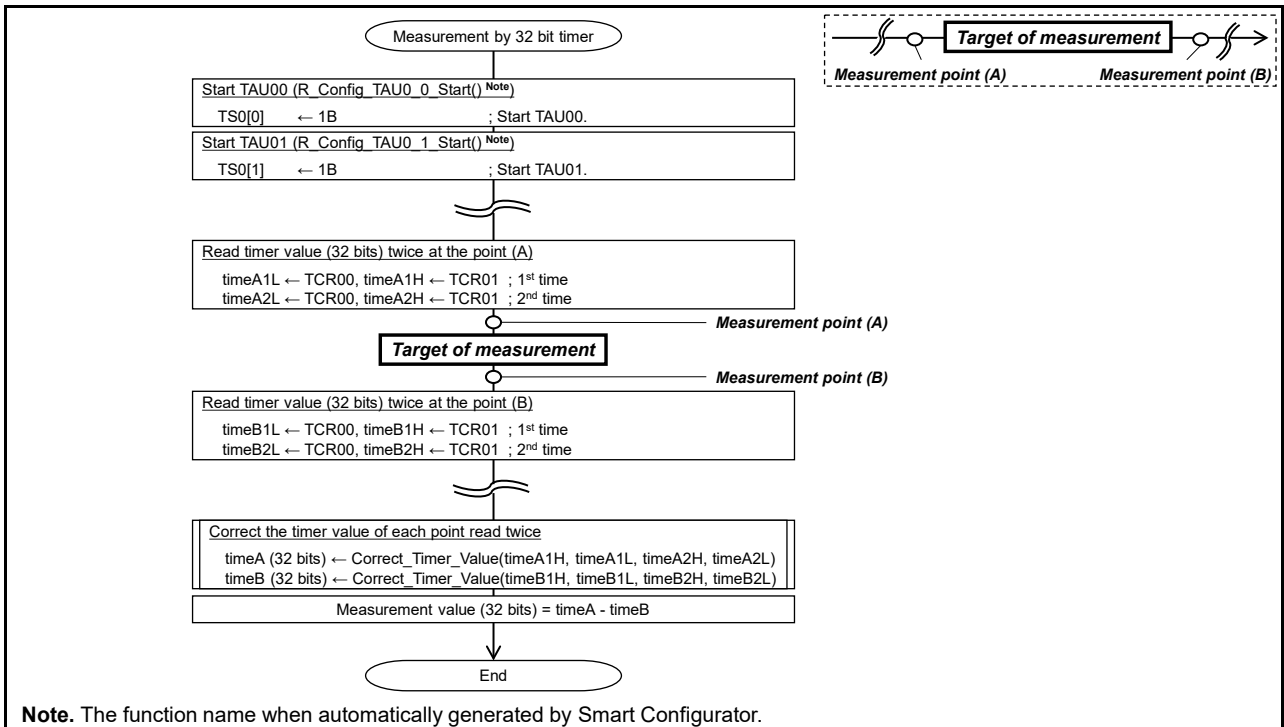 Measurement by 32 bit timer
Target of measurement
Measurement point (A) Measurement point (B)
Start TAU00 (R_Config_TAU0_0_Start() Note)
TS0[0] ← 1B ; Start TAU00.
Start TAU01 (R_Config_TAU0_1_Start() Note)
TS0[1] ← 1B ; Start TAU01.
Read timer value (32 bits) twice at the point (A)
timeA1L ← TCR00, timeA1H ← TCR01 ; 1st time
timeA2L ← TCR00, timeA2H ← TCR01 ; 2nd time
Measurement point (A)
Target of measurement
Measurement point (B)
Read timer value (32 bits) twice at the point (B)
timeB1L ← TCR00, timeB1H ← TCR01 ; 1st time
timeB2L ← TCR00, timeB2H ← TCR01 ; 2nd time
Correct the timer value of each point read twice
timeA (32 bits) ← Correct_Timer_Value(timeA1H, timeA1L, timeA2H, timeA2L)
timeB (32 bits) ← Correct_Timer_Value(timeB1H, timeB1L, timeB2H, timeB2L)
Measurement value (32 bits) = timeA - timeB
End
Note. The function name when automatically generated by Smart Configurator.